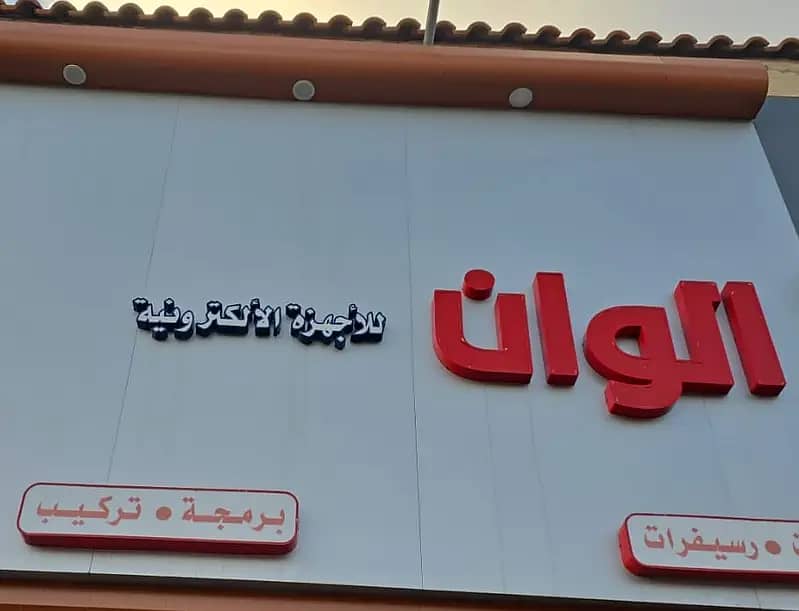 الوان
للأجهزة الألكترونية
رسيفرات
برمجة • تركيب